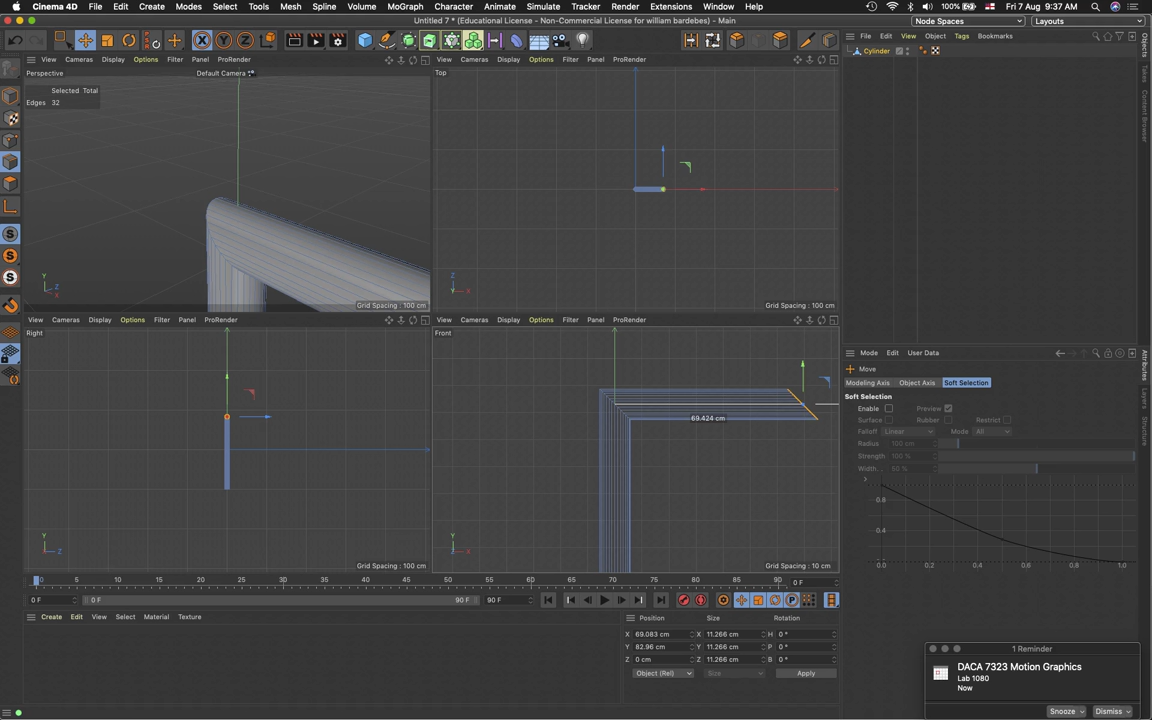 Cinema 4D File Edit Create Modes Select Tools Mesh Spline Volume MoGraph Character Animate Simulate Tracker Render Extensions Window Help 100% Fri 7 Aug 9:37 AM
Untitled 7 * (Educational License - Non-Commercial License for william bardebes) - Main
Node Spaces Layouts
X Y Z
View Cameras Display Options Filter Panels ProRender
Perspective
Default Camera
Selected Total
Edges 32
Y
Z
X
Grid Spacing : 100 cm
View Cameras Display Options Filter Panel ProRender
Top
Z
Y X
Grid Spacing : 100 cm
View Cameras Display Options Filter Panel ProRender
Right
Y
Z
Grid Spacing : 100 cm
View Cameras Display Options Filter Panel ProRender
Front
69.424 cm
Y
X
Grid Spacing : 10 cm
File Edit View Object Tags Bookmarks
Cylinder
Objects
Takes
Content Browser
Attributes
Layers
Structure
Mode Edit User Data
Move
Modeling Axis Object Axis Soft Selection
Soft Selection
Enable Preview
Surface Rubber Restrict
Falloff Linear Mode All
Radius 100 cm
Strength 100 %
Width... 50 %
0.8
0.4
0.0 0.2 0.4 0.6 0.8 1.0
0 5 10 15 20 25 30 35 40 45 50 55 60 65 70 75 80 85 90 0 F
0 F 0 F 90 F 90 F
Create Edit View Select Material Texture
Position Size Rotation
X 69.083 cm X 11.266 cm H 0 °
Y 82.96 cm Y 11.266 cm P 0 °
Z 0 cm Z 11.266 cm B 0 °
Object (Rel) Size Apply
1 Reminder
DACA 7323 Motion Graphics
Lab 1080
Now
Snooze Dismiss